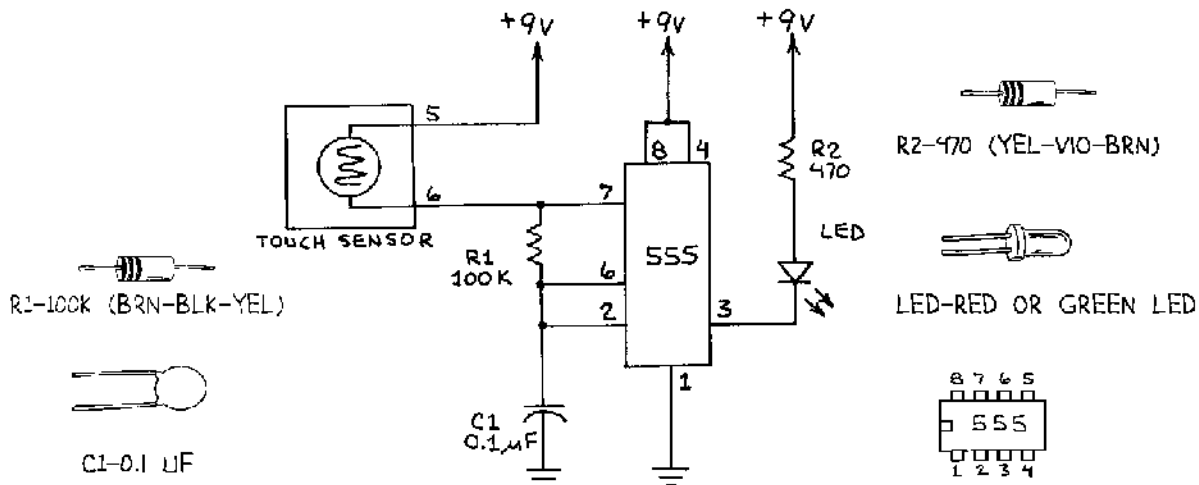 +9V
+9V
+9V
5
6
TOUCH SENSOR
R1
100K
7
6
2
8
4
555
3
1
R2
470
LED
C1
0.1µF
R1-100K (BRN-BLK-YEL)
C1-0.1 UF
R2-470 (YEL-VIO-BRN)
LED-RED OR GREEN LED
8 7 6 5
555
1 2 3 4